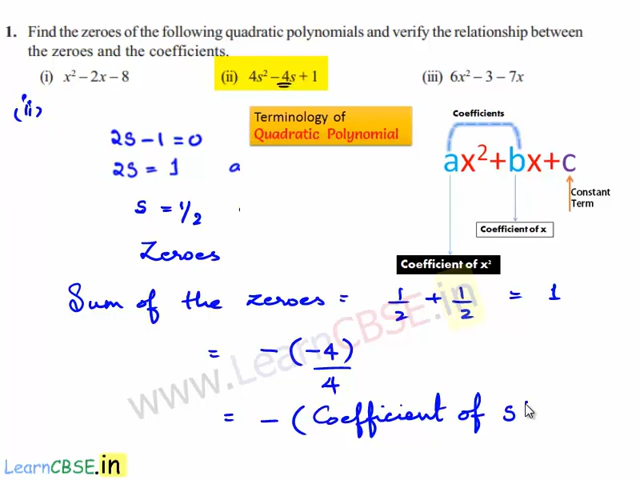 1. Find the zeroes of the following quadratic polynomials and verify the relationship between
the zeroes and the coefficients.
(i) x² – 2x – 8 (ii) 4s² – 4s + 1 (iii) 6x² – 3 – 7x
(ii)
2s - 1 = 0
2s = 1 a
s = 1/2
Zeroes
Terminology of
Quadratic Polynomial
Coefficients
ax²+bx+c
Constant
Term
Coefficient of x
Coefficient of x²
Sum of the zeroes = 1/2 + 1/2 = 1
= - (-4)/4
= - (Coefficient of s
www.LearnCBSE.in
LearnCBSE.in